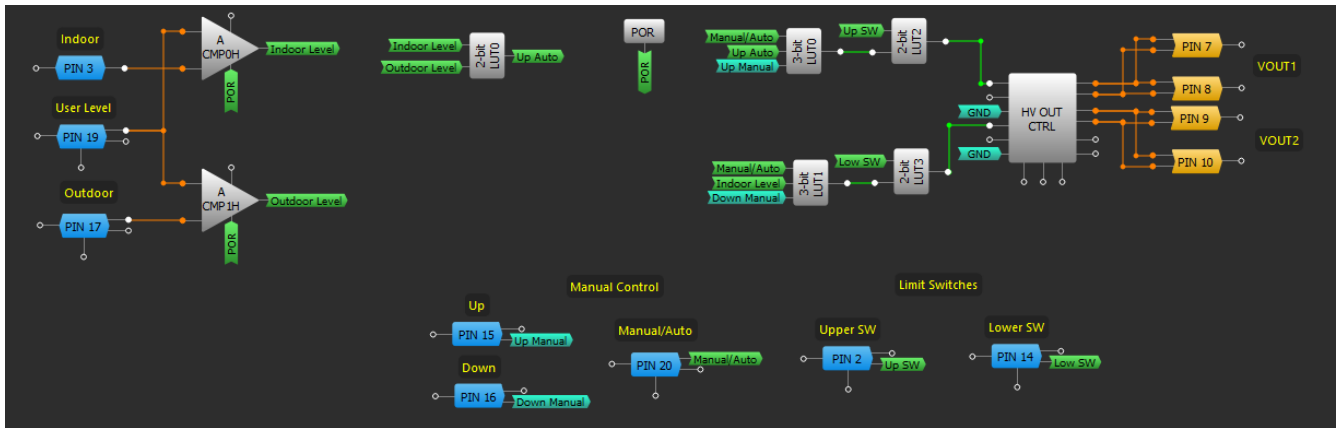 Indoor
PIN 3
User Level
PIN 19
Outdoor
PIN 17
A
CMP0H
POR
Indoor Level
A
CMP1H
POR
Outdoor Level
Indoor Level
Outdoor Level
2-bit
LUT0
Up Auto
POR
POR
Manual/Auto
Up Auto
Up Manual
3-bit
LUT0
Up SW
2-bit
LUT2
Manual/Auto
Indoor Level
Down Manual
3-bit
LUT1
Low SW
2-bit
LUT3
GND
GND
HV OUT
CTRL
PIN 7
PIN 8
VOUT1
PIN 9
PIN 10
VOUT2
Manual Control
Up
PIN 15
Up Manual
Down
PIN 16
Down Manual
Manual/Auto
PIN 20
Manual/Auto
Limit Switches
Upper SW
PIN 2
Up SW
Lower SW
PIN 14
Low SW